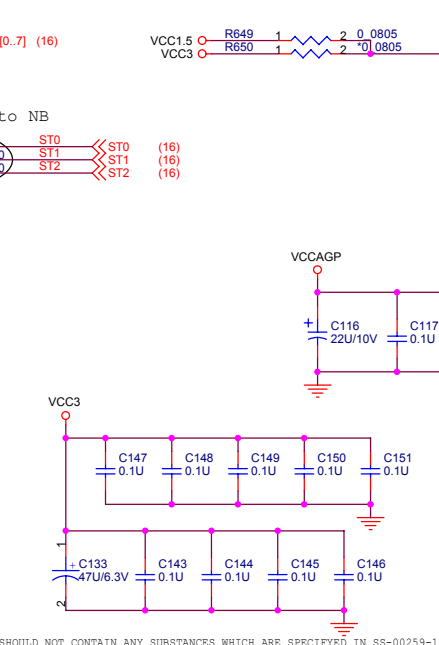 [0..7] (16)
VCC1.5 R649 1 2 0_0805
VCC3 R650 1 2 *0_0805
to NB
ST0 ST0 (16)
ST1 ST1 (16)
ST2 ST2 (16)
VCCAGP
+ C116 C117
22U/10V 0.1U
VCC3
C147 C148 C149 C150 C151
0.1U 0.1U 0.1U 0.1U 0.1U
1
+ C133 C143 C144 C145 C146
47U/6.3V 0.1U 0.1U 0.1U 0.1U
2
SHOULD NOT CONTAIN ANY SUBSTANCES WHICH ARE SPECIFYED IN SS-00259-1